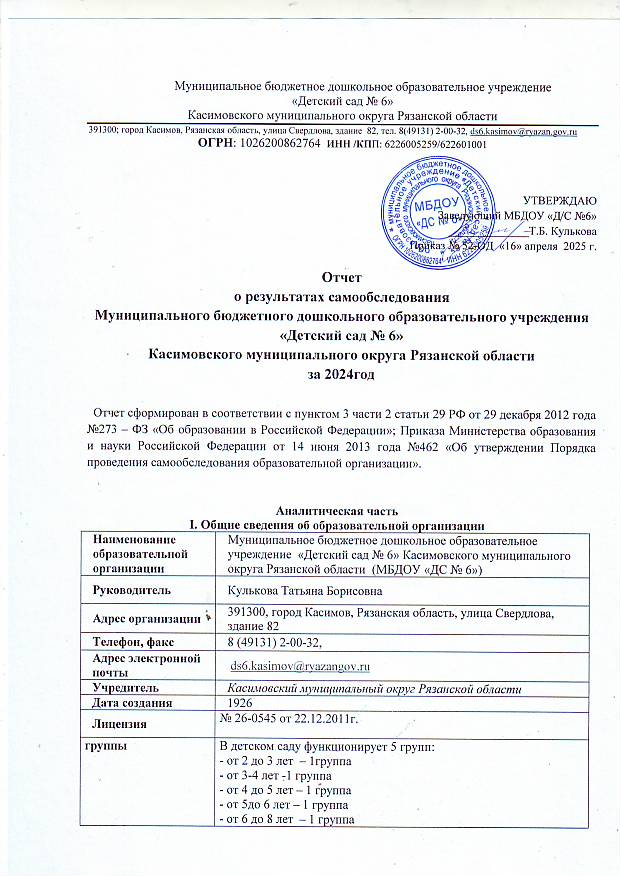 Муниципальное бюджетное дошкольное образовательное учреждение
«Детский сад № 6»
Касимовского муниципального округа Рязанской области
391300; город Касимов, Рязанская область, улица Свердлова, здание 82, тел. 8(49131) 2-00-32, ds6.kasimov@ryazan.gov.ru
ОГРН: 1026200862764 ИНН /КПП: 6226005259/622601001
МБДОУ
«ДС № 6»
УТВЕРЖДАЮ
Заведующий МБДОУ «Д/С №6»
Т.Б. Кулькова
Приказ № 52-ОД «16» апреля 2025 г.
Отчет
о результатах самообследования
Муниципального бюджетного дошкольного образовательного учреждения
«Детский сад № 6»
Касимовского муниципального округа Рязанской области
за 2024год
Отчет сформирован в соответствии с пунктом 3 части 2 статьи 29 РФ от 29 декабря 2012 года
№273 – ФЗ «Об образовании в Российской Федерации»; Приказа Министерства образования
и науки Российской Федерации от 14 июня 2013 года №462 «Об утверждении Порядка
проведения самообследования образовательной организации».
Аналитическая часть
I. Общие сведения об образовательной организации
Наименование образовательной организации
Муниципальное бюджетное дошкольное образовательное
учреждение «Детский сад № 6» Касимовского муниципального
округа Рязанской области (МБДОУ «ДС № 6»)
Руководитель Кулькова Татьяна Борисовна
Адрес организации
391300, город Касимов, Рязанская область, улица Свердлова,
здание 82
Телефон, факс 8 (49131) 2-00-32,
Адрес электронной
почты
ds6.kasimov@ryazangov.ru
Учредитель Касимовский муниципальный округ Рязанской области
Дата создания 1926
Лицензия № 26-0545 от 22.12.2011г.
группы В детском саду функционирует 5 групп:
- от 2 до 3 лет – 1группа
- от 3-4 лет -1 группа
- от 4 до 5 лет – 1 группа
- от 5до 6 лет – 1 группа
- от 6 до 8 лет – 1 группа